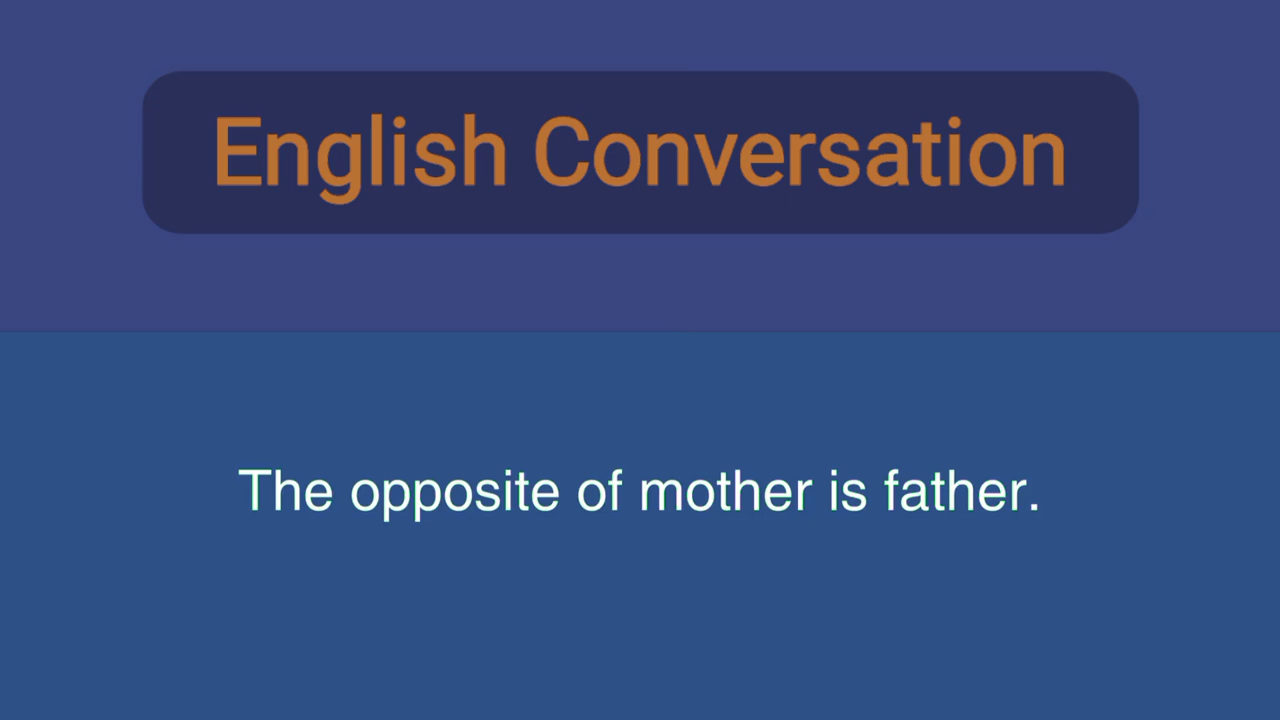 English Conversation
The opposite of mother is father.